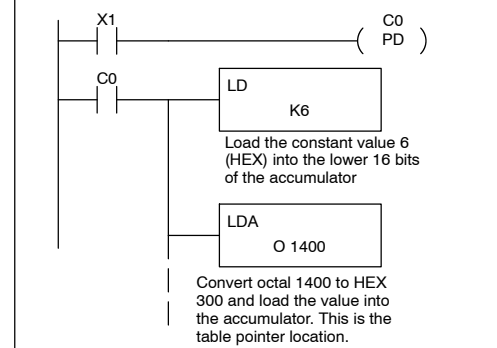 X1
C0
PD
C0
LD
K6
Load the constant value 6
(HEX) into the lower 16 bits
of the accumulator
LDA
O 1400
Convert octal 1400 to HEX
300 and load the value into
the accumulator. This is the
table pointer location.